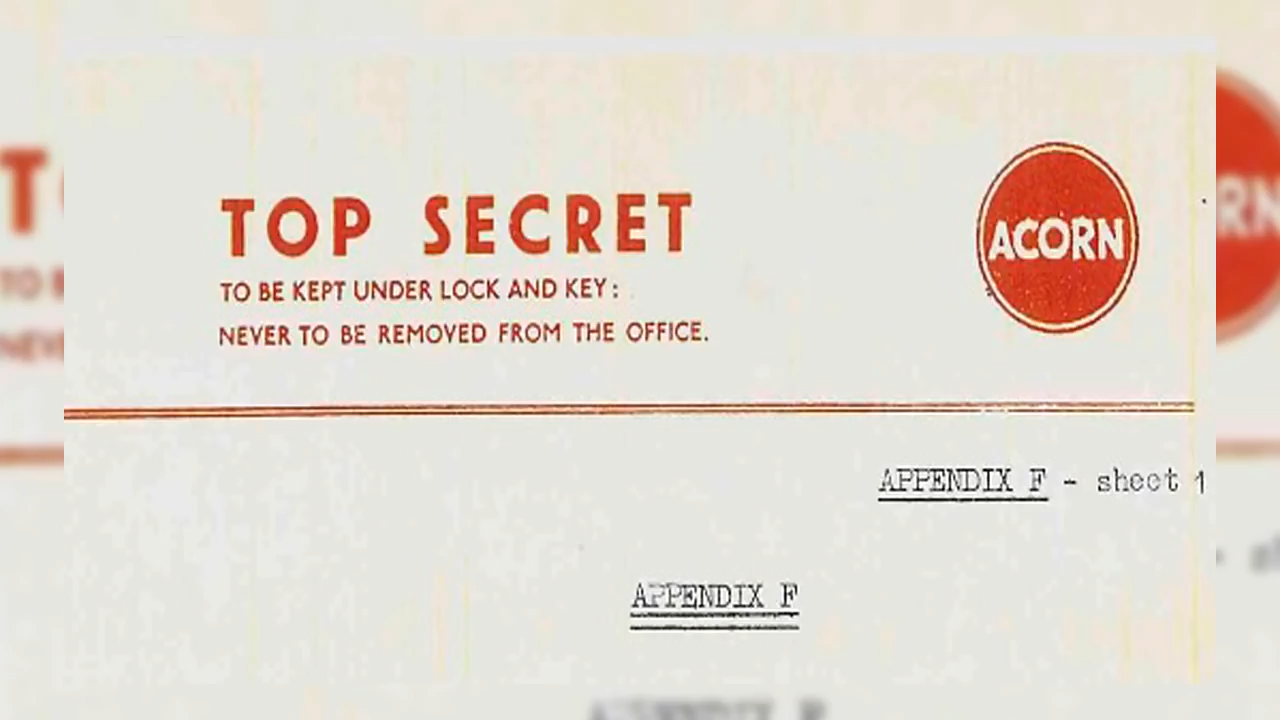 TOP SECRET
TO BE KEPT UNDER LOCK AND KEY:
NEVER TO BE REMOVED FROM THE OFFICE.
ACORN
APPENDIX F - sheet 1
APPENDIX F